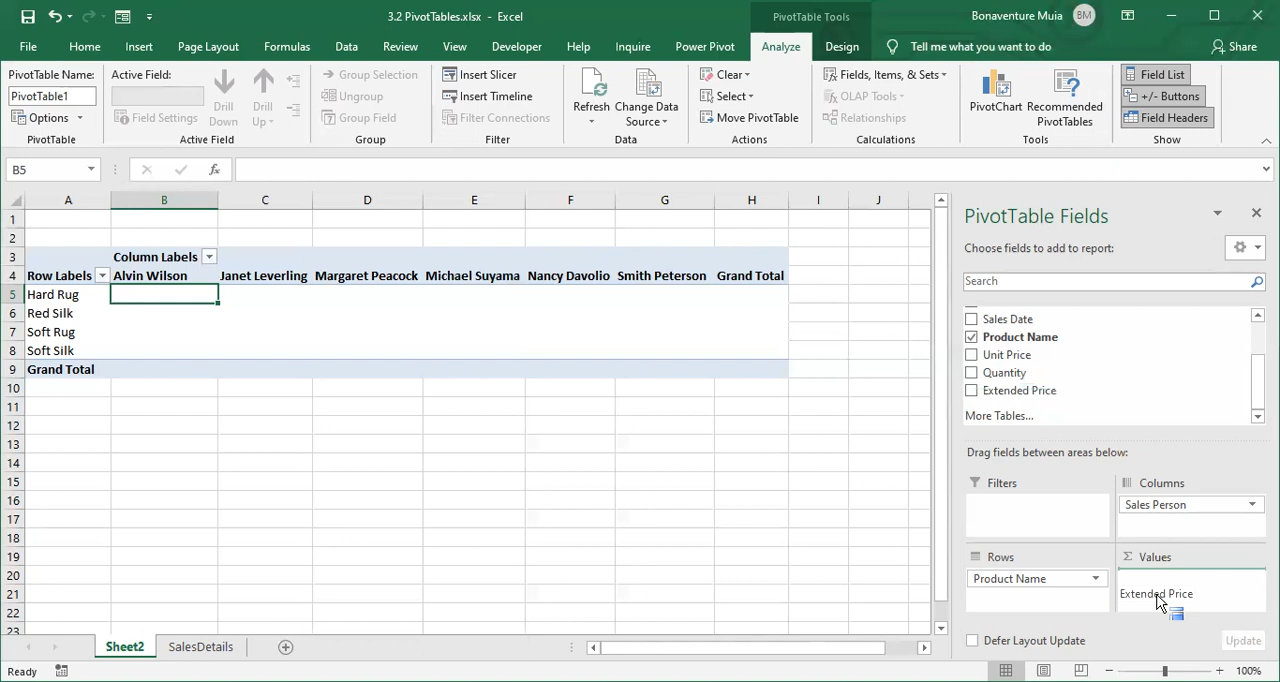 3.2 PivotTables.xlsx - Excel
PivotTable Tools
Bonaventure Muia
BM
File
Home
Insert
Page Layout
Formulas
Data
Review
View
Developer
Help
Inquire
Power Pivot
Analyze
Design
Tell me what you want to do
Share
PivotTable Name:
PivotTable1
Options
PivotTable
Active Field:
Field Settings
Drill Down
Drill Up
Active Field
Group Selection
Ungroup
Group Field
Group
Insert Slicer
Insert Timeline
Filter Connections
Filter
Refresh
Change Data Source
Data
Clear
Select
Move PivotTable
Actions
Fields, Items, & Sets
OLAP Tools
Relationships
Calculations
PivotChart
Recommended PivotTables
Tools
Field List
+/- Buttons
Field Headers
Show
B5
fx
A B C D E F G H I J
1
2
3 Column Labels
4 Row Labels Alvin Wilson Janet Leverling Margaret Peacock Michael Suyama Nancy Davolio Smith Peterson Grand Total
5 Hard Rug
6 Red Silk
7 Soft Rug
8 Soft Silk
9 Grand Total
10
11
12
13
14
15
16
17
18
19
20
21
22
23
PivotTable Fields
Choose fields to add to report:
Search
Sales Date
Product Name
Unit Price
Quantity
Extended Price
More Tables...
Drag fields between areas below:
Filters
Columns
Sales Person
Rows
Σ Values
Product Name
Extended Price
Defer Layout Update
Update
Sheet2
SalesDetails
Ready
100%